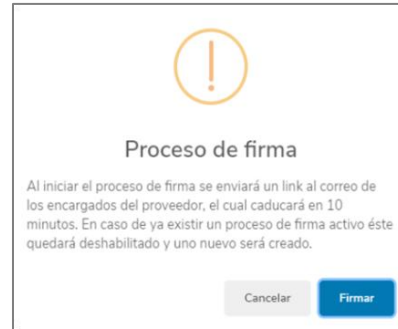 Proceso de firma
Al iniciar el proceso de firma se enviará un link al correo de
los encargados del proveedor, el cual caducará en 10
minutos. En caso de ya existir un proceso de firma activo éste
quedará deshabilitado y uno nuevo será creado.
Cancelar
Firmar